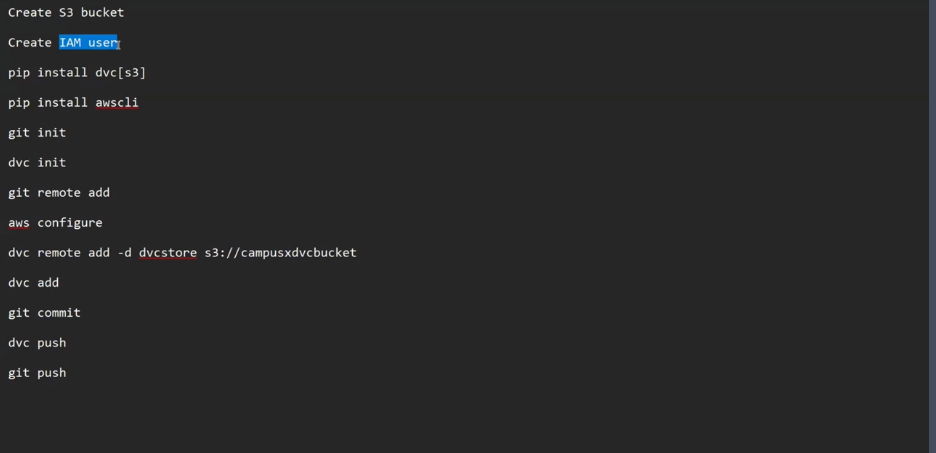 Create S3 bucket
Create IAM user
pip install dvc[s3]
pip install awscli
git init
dvc init
git remote add
aws configure
dvc remote add -d dvcstore s3://campusxdvcbucket
dvc add
git commit
dvc push
git push